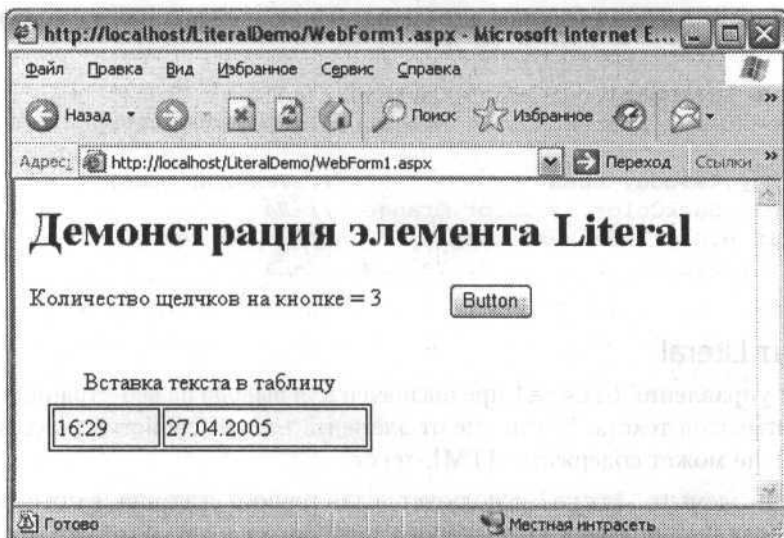 http://localhost/LiteralDemo/WebForm1.aspx - Microsoft Internet E...
Файл Правка Вид Избранное Сервис Справка
Назад Поиск Избранное »
Адрес: http://localhost/LiteralDemo/WebForm1.aspx Переход Ссылки »
Демонстрация элемента Literal
Количество щелчков на кнопке = 3 Button
Вставка текста в таблицу
16:29 27.04.2005
Готово Местная интрасеть